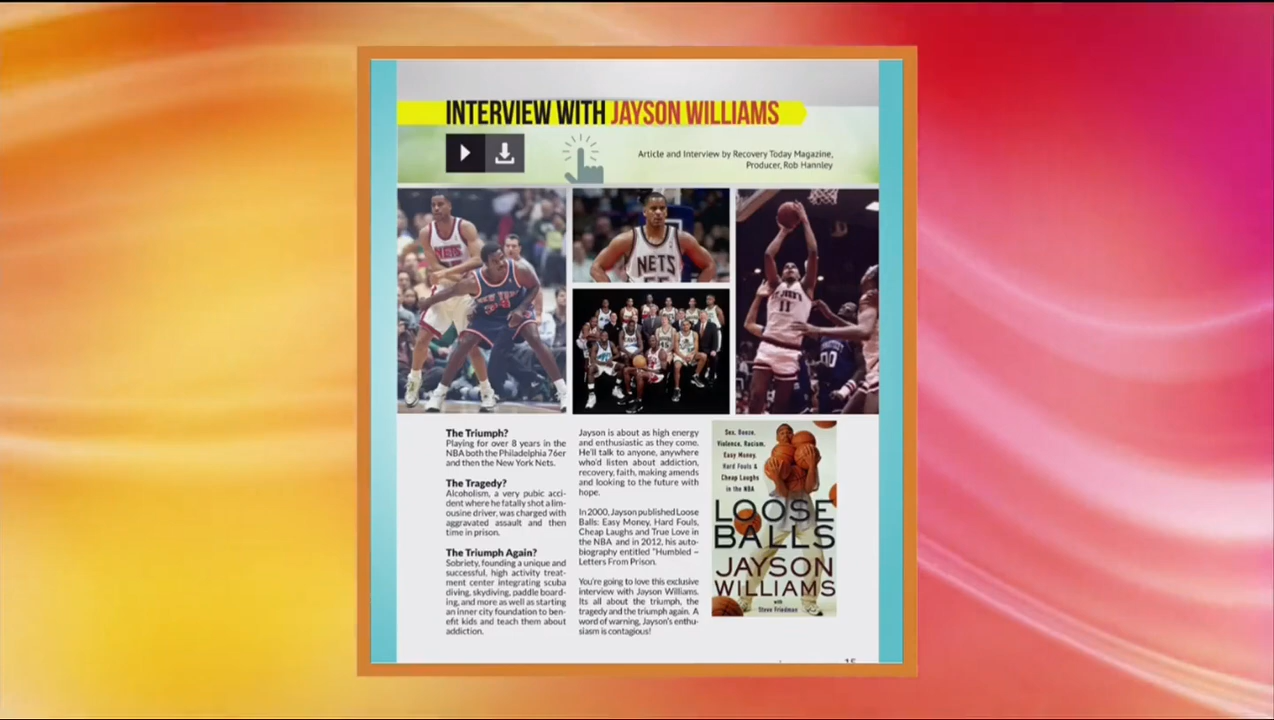 INTERVIEW WITH JAYSON WILLIAMS
Article and Interview by Recovery Today Magazine,
Producer, Rob Hannley
NETS
NEW YORK
33
NETS
55
ST. JOHN'S
11
00
The Triumph?
Playing for over 8 years in the
NBA both the Philadelphia 76er
and then the New York Nets.
The Tragedy?
Alcoholism, a very pubic acci-
dent where he fatally shot a lim-
ousine driver, was charged with
aggravated assault and then
time in prison.
The Triumph Again?
Sobriety, founding a unique and
successful, high activity treat-
ment center integrating scuba
diving, skydiving, paddle board-
ing, and more as well as starting
an inner city foundation to ben-
efit kids and teach them about
addiction.
Jayson is about as high energy
and enthusiastic as they come.
He'll talk to anyone, anywhere
who'd listen about addiction,
recovery, faith, making amends
and looking to the future with
hope.
In 2000, Jayson published Loose
Balls: Easy Money, Hard Fouls,
Cheap Laughs and True Love in
the NBA and in 2012, his auto-
biography entitled "Humbled –
Letters From Prison.
You're going to love this exclusive
interview with Jayson Williams.
Its all about the triumph, the
tragedy and the triumph again. A
word of warning, Jayson's enthu-
siasm is contagious!
Sex, Booze,
Violence, Racism,
Easy Money,
Hard Fouls &
Cheap Laughs
in the NBA
LOOSE
BALLS
JAYSON
WILLIAMS
with
Steve Friedman
15